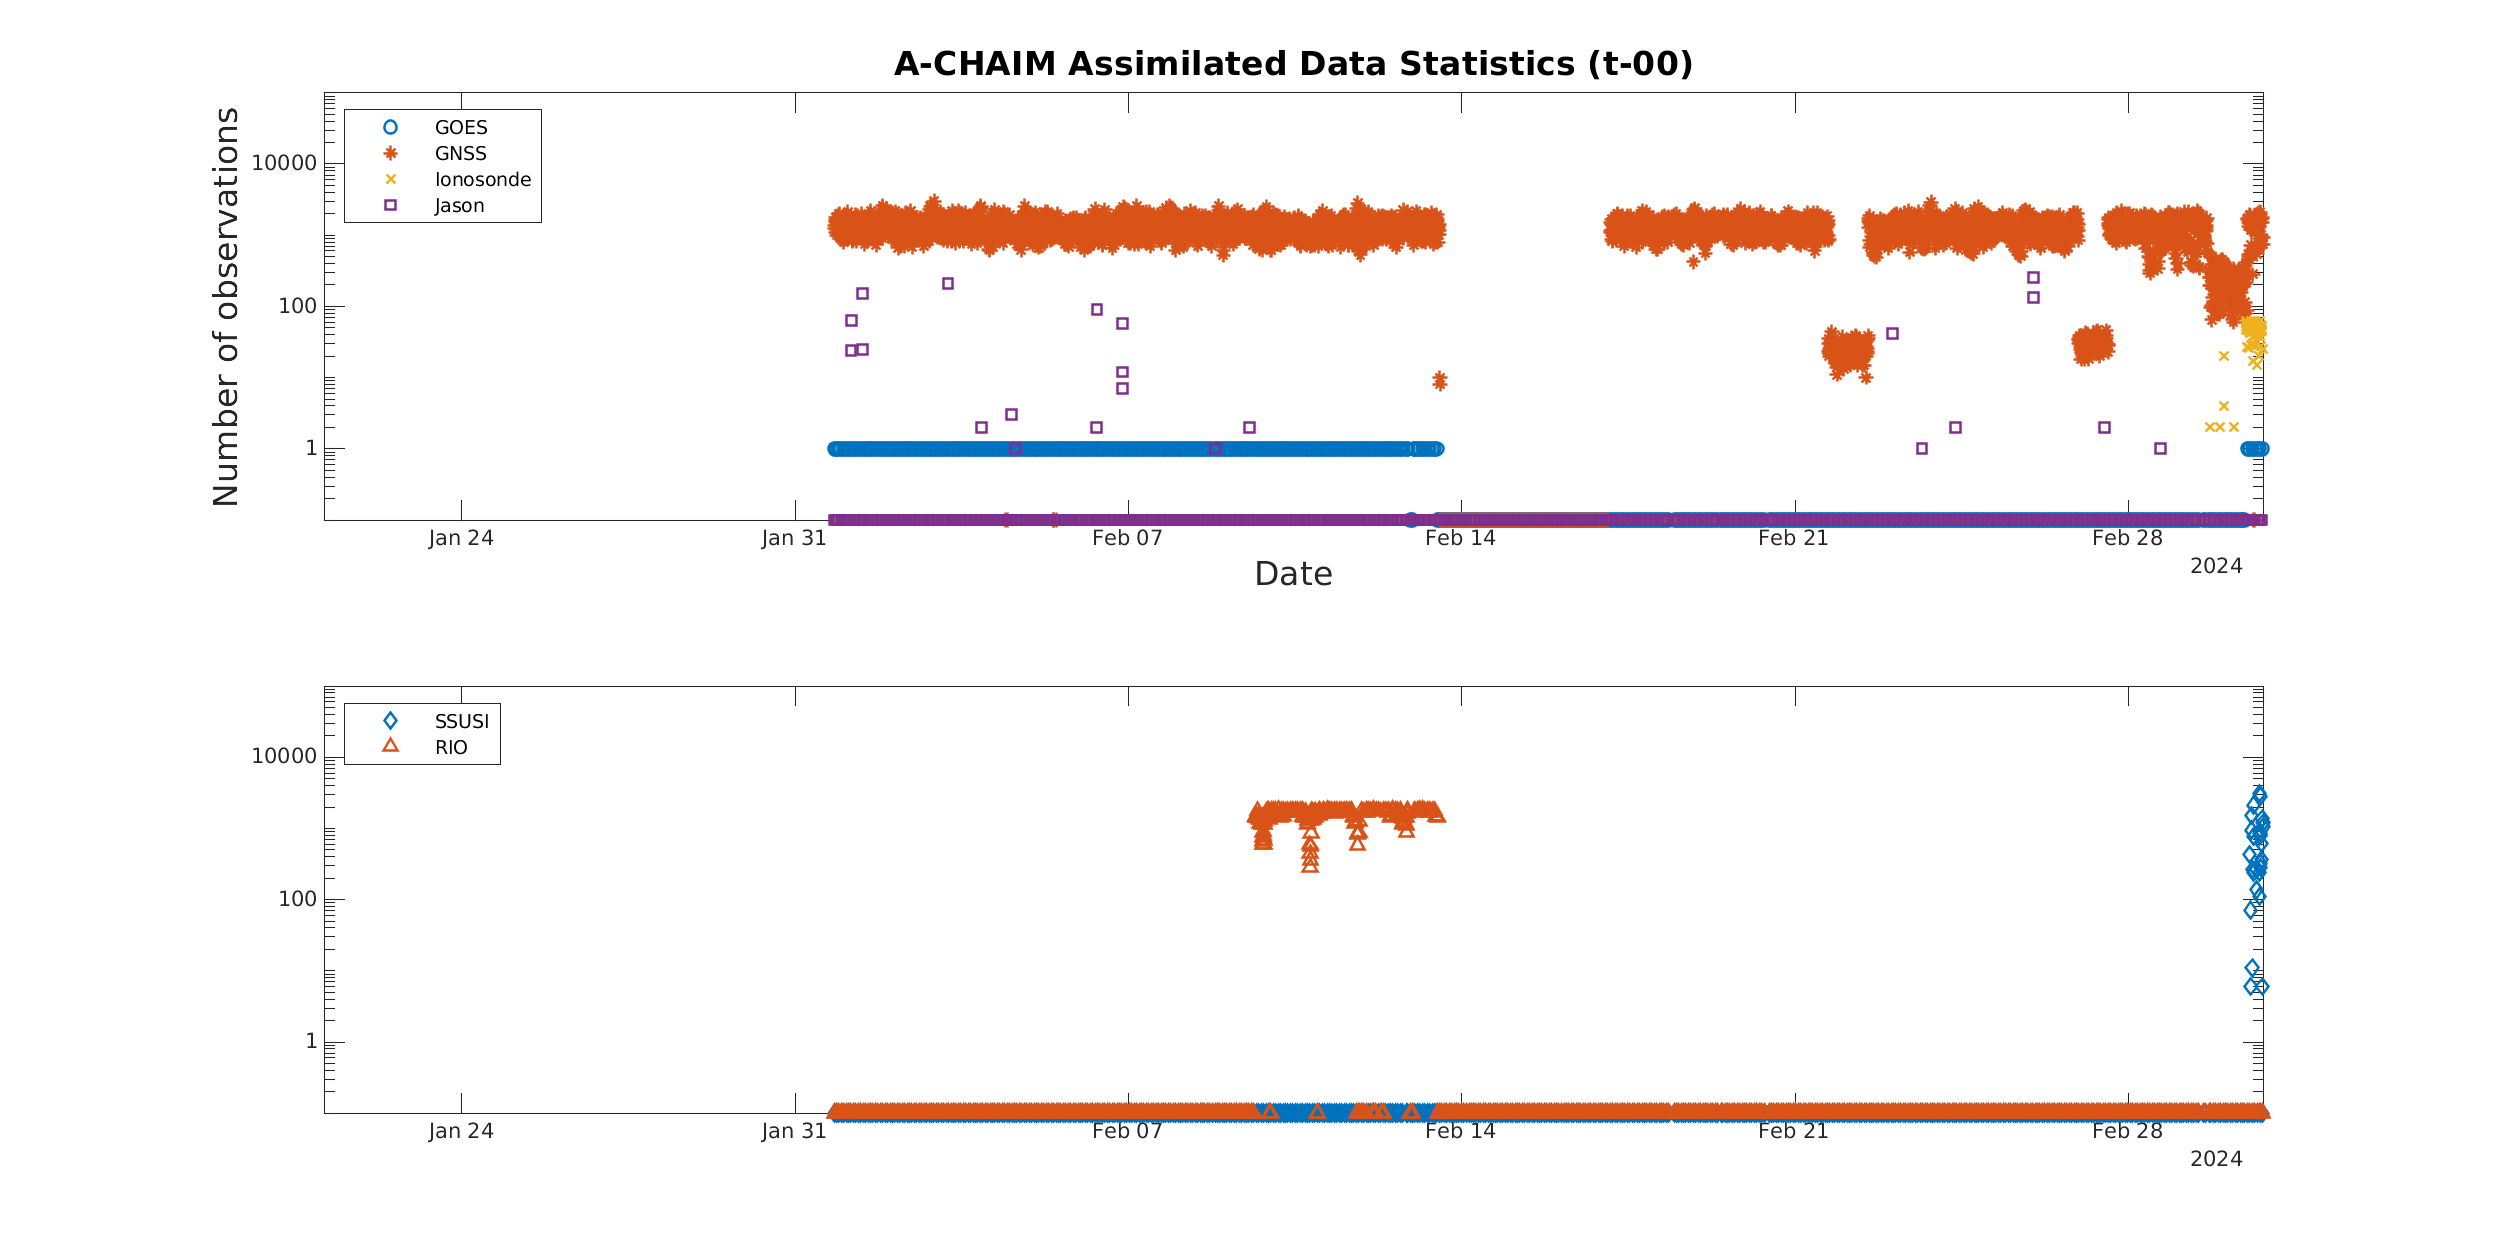 A-CHAIM Assimilated Data Statistics (t-00)
GOES
GNSS
Ionosonde
Jason
Number of observations
10000
100
1
Jan 24
Jan 31
Feb 07
Feb 14
Feb 21
Feb 28
2024
Date
SSUSI
RIO
10000
100
1
Jan 24
Jan 31
Feb 07
Feb 14
Feb 21
Feb 28
2024